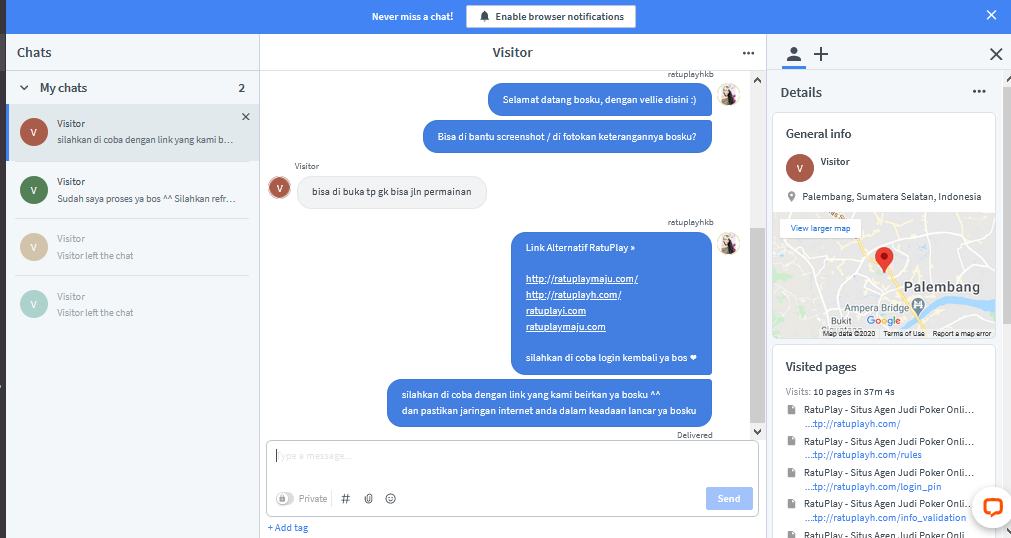 Never miss a chat!
Enable browser notifications
Chats
My chats
2
V
Visitor
silahkan di coba dengan link yang kami b...
V
Visitor
Sudah saya proses ya bos ^^ Silahkan refr...
V
Visitor
Visitor left the chat
V
Visitor
Visitor left the chat
Visitor
ratuplayhkb
Selamat datang bosku, dengan vellie disini :)
Bisa di bantu screenshot / di fotokan keterangannya bosku?
Visitor
V
bisa di buka tp gk bisa jln permainan
ratuplayhkb
Link Alternatif RatuPlay »
http://ratuplaymaju.com/
http://ratuplayh.com/
ratuplayi.com
ratuplaymaju.com
silahkan di coba login kembali ya bos ❤
silahkan di coba dengan link yang kami beirkan ya bosku ^^
dan pastikan jaringan internet anda dalam keadaan lancar ya bosku
Delivered
Type a message...
Private
#
Send
+ Add tag
Details
General info
V
Visitor
Palembang, Sumatera Selatan, Indonesia
View larger map
Palembang
Ampera Bridge
Bukit
Google
Map data ©2020
Terms of Use
Report a map error
Visited pages
Visits: 10 pages in 37m 4s
RatuPlay - Situs Agen Judi Poker Onli...
...tp://ratuplayh.com/
RatuPlay - Situs Agen Judi Poker Onli...
...tp://ratuplayh.com/rules
RatuPlay - Situs Agen Judi Poker Onli...
...tp://ratuplayh.com/login_pin
RatuPlay - Situs Agen Judi Poker Onli...
...tp://ratuplayh.com/info_validation
RatuPlay - Situs Agen Judi Poker Onli...